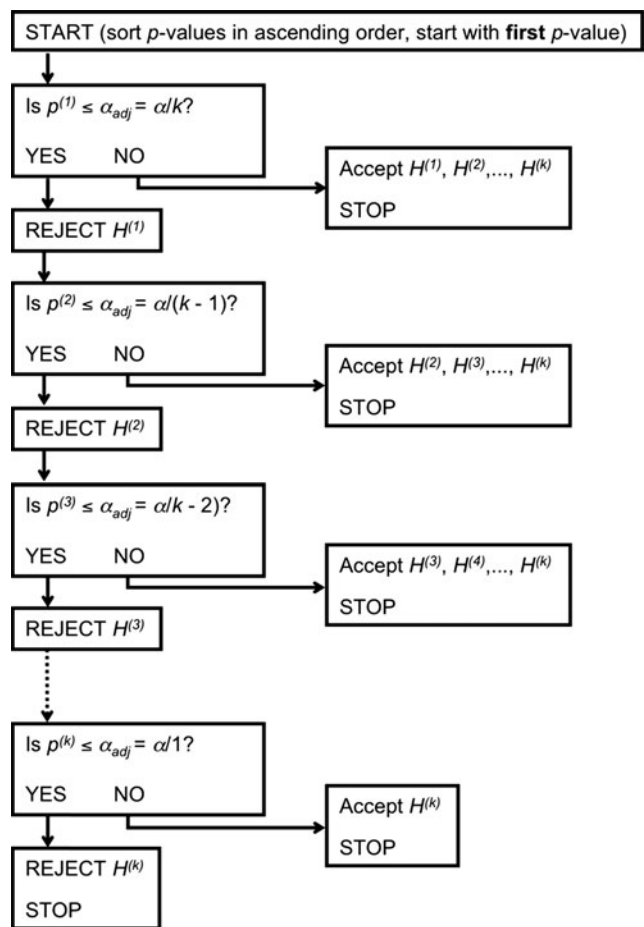 START (sort p-values in ascending order, start with first p-value)
Is p(1) ≤ αadj = α/k?
YES NO
Accept H(1), H(2),..., H(k)
STOP
REJECT H(1)
Is p(2) ≤ αadj = α/(k - 1)?
YES NO
Accept H(2), H(3),..., H(k)
STOP
REJECT H(2)
Is p(3) ≤ αadj = α/k - 2)?
YES NO
Accept H(3), H(4),..., H(k)
STOP
REJECT H(3)
Is p(k) ≤ αadj = α/1?
YES NO
Accept H(k)
STOP
REJECT H(k)
STOP